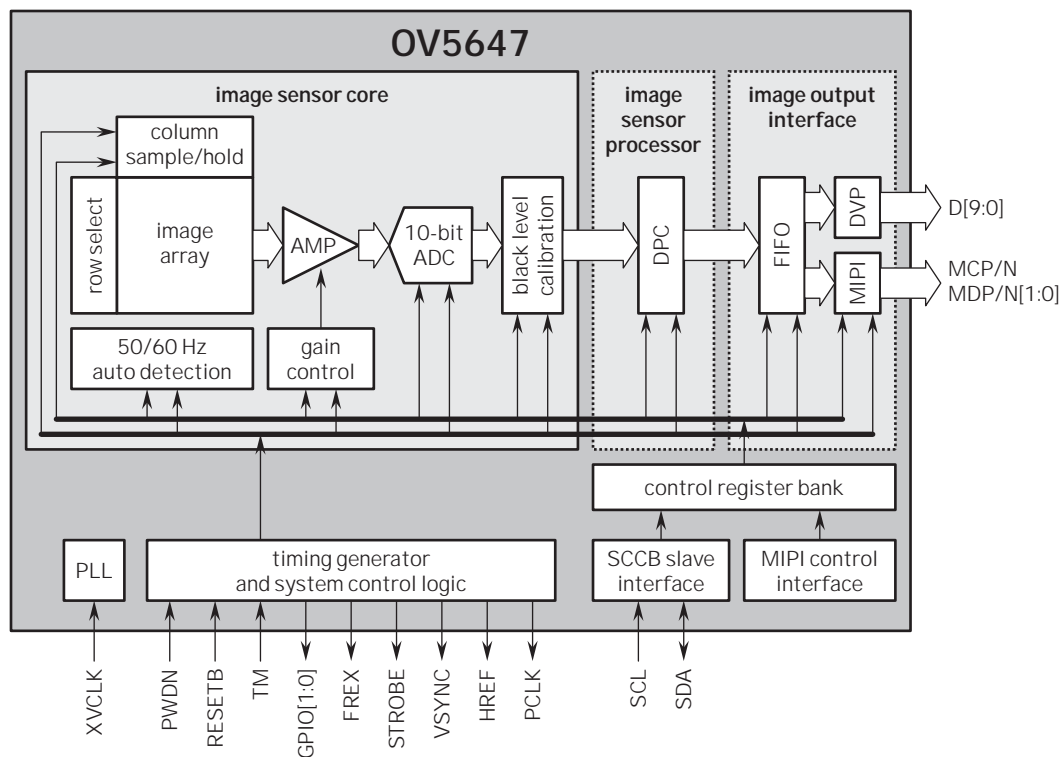 OV5647
image sensor core
image
sensor
processor
image output
interface
column
sample/hold
row select
image
array
AMP
10-bit
ADC
black level
calibration
DPC
FIFO
DVP
MIPI
D[9:0]
MCP/N
MDP/N[1:0]
50/60 Hz
auto detection
gain
control
control register bank
PLL
timing generator
and system control logic
SCCB slave
interface
MIPI control
interface
XVCLK
PWDN
RESETB
TM
GPIO[1:0]
FREX
STROBE
VSYNC
HREF
PCLK
SCL
SDA